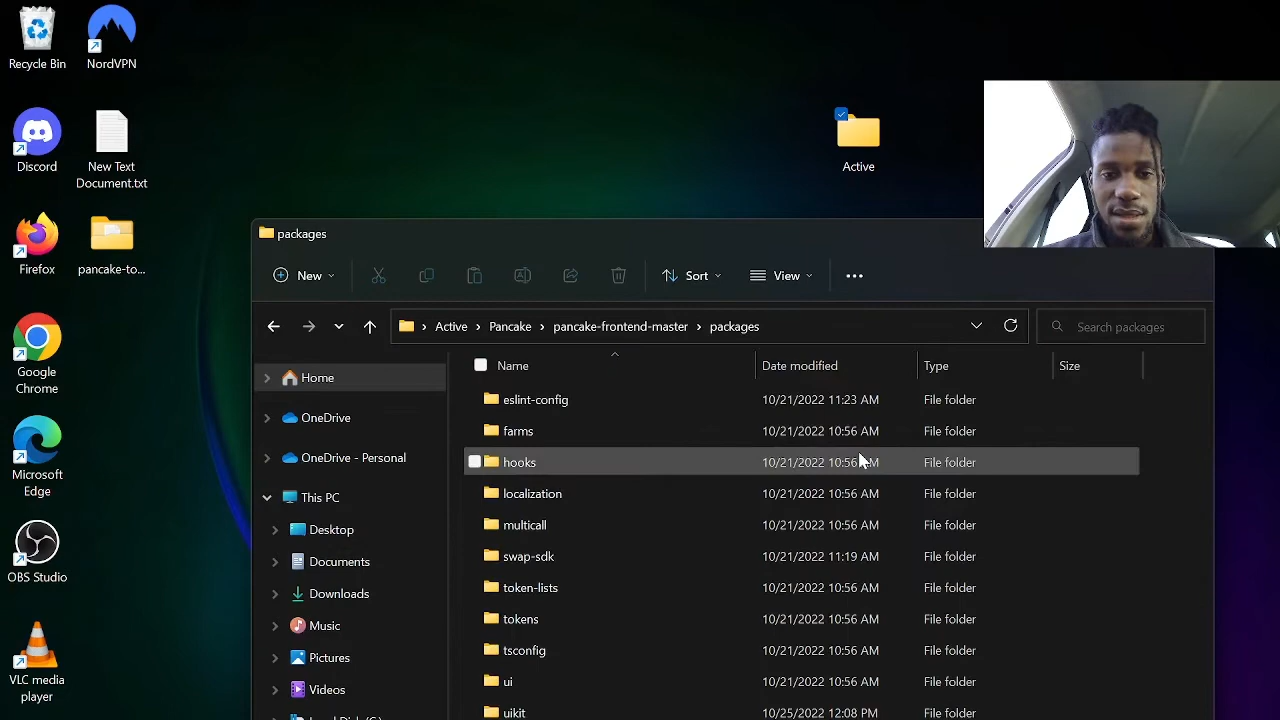 Recycle Bin
NordVPN
Discord
New Text
Document.txt
Active
Firefox
pancake-to...
Google
Chrome
Microsoft
Edge
OBS Studio
VLC media
player
packages
New
Sort
View
Active > Pancake > pancake-frontend-master > packages
Search packages
Home
OneDrive
OneDrive - Personal
This PC
Desktop
Documents
Downloads
Music
Pictures
Videos
Name Date modified Type Size
eslint-config 10/21/2022 11:23 AM File folder
farms 10/21/2022 10:56 AM File folder
hooks 10/21/2022 10:56 AM File folder
localization 10/21/2022 10:56 AM File folder
multicall 10/21/2022 10:56 AM File folder
swap-sdk 10/21/2022 11:19 AM File folder
token-lists 10/21/2022 10:56 AM File folder
tokens 10/21/2022 10:56 AM File folder
tsconfig 10/21/2022 10:56 AM File folder
ui 10/21/2022 10:56 AM File folder
uikit 10/25/2022 12:08 PM File folder